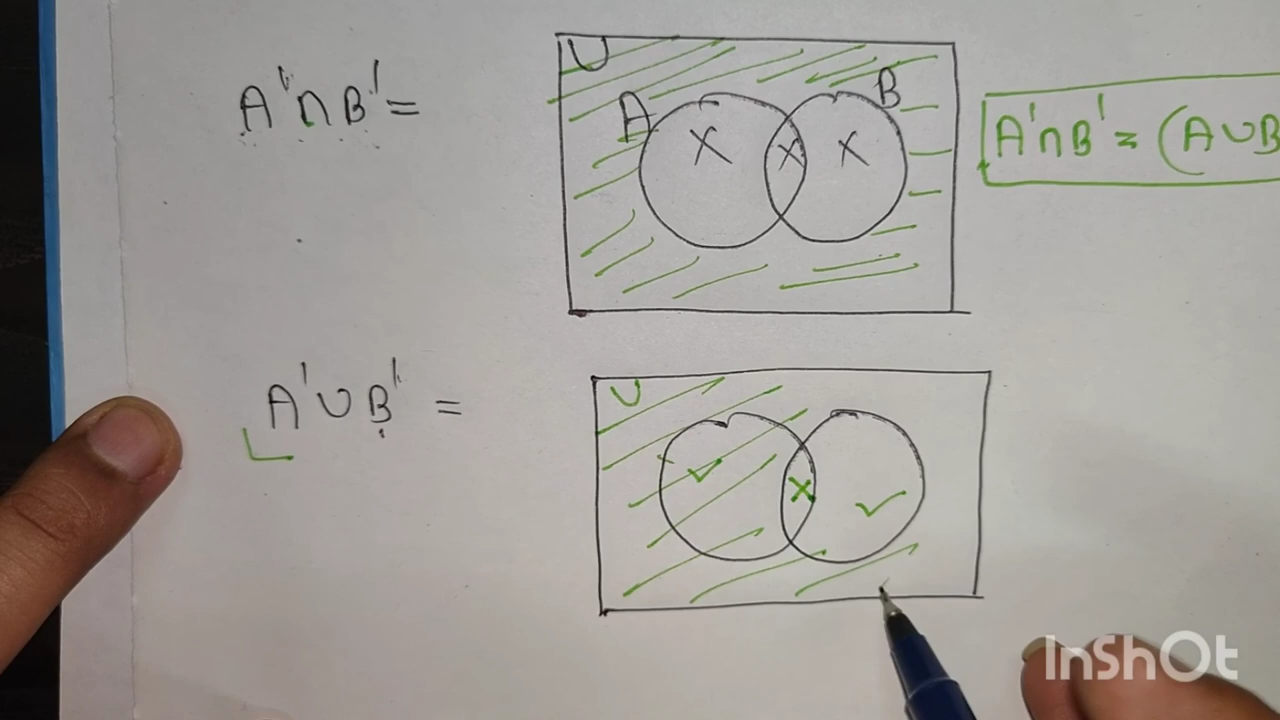 A'∩B' =
U
A
B
X X X
A'∩B' = (A∪B
A'∪B' =
U
✓ × ✓
InShOt